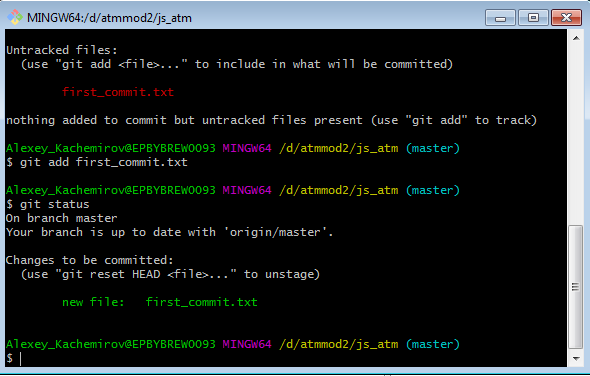 MINGW64:/d/atmmod2/js_atm
Untracked files:
(use "git add <file>..." to include in what will be committed)
first_commit.txt
nothing added to commit but untracked files present (use "git add" to track)
Alexey_Kachemirov@EPBYBREW0093 MINGW64 /d/atmmod2/js_atm (master)
$ git add first_commit.txt
Alexey_Kachemirov@EPBYBREW0093 MINGW64 /d/atmmod2/js_atm (master)
$ git status
On branch master
Your branch is up to date with 'origin/master'.
Changes to be committed:
(use "git reset HEAD <file>..." to unstage)
new file:   first_commit.txt
Alexey_Kachemirov@EPBYBREW0093 MINGW64 /d/atmmod2/js_atm (master)
$